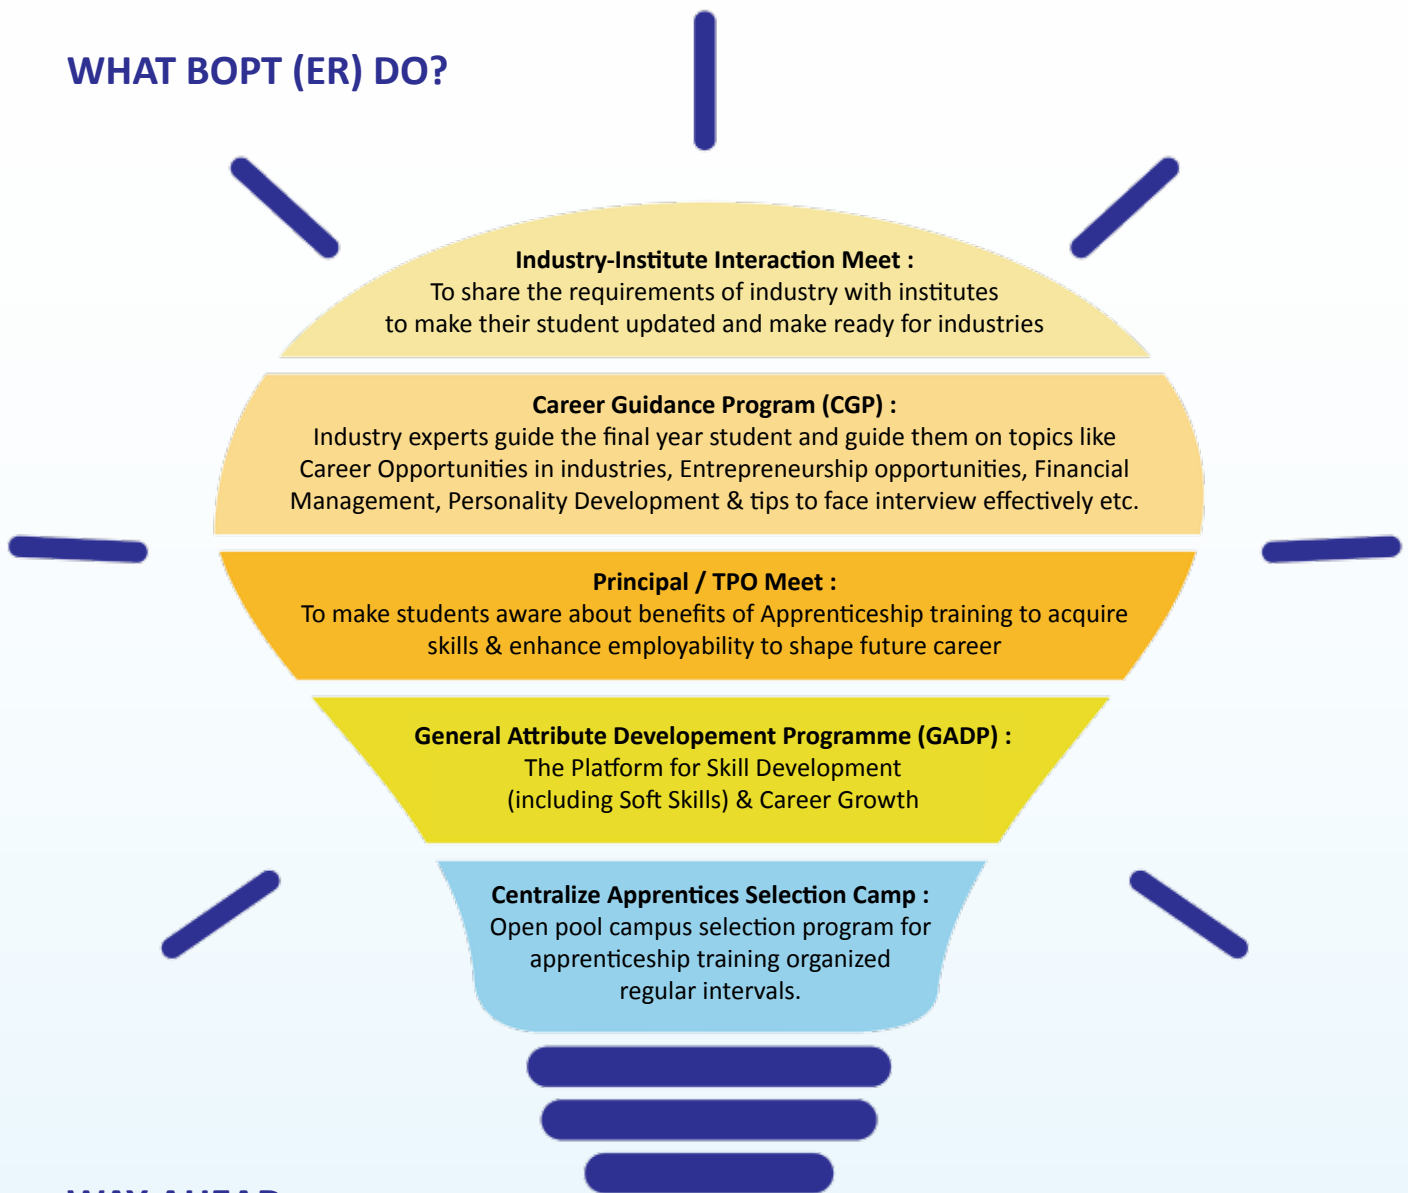 WHAT BOPT (ER) DO?
Industry-Institute Interaction Meet :
To share the requirements of industry with institutes
to make their student updated and make ready for industries
Career Guidance Program (CGP) :
Industry experts guide the final year student and guide them on topics like
Career Opportunities in industries, Entrepreneurship opportunities, Financial
Management, Personality Development & tips to face interview effectively etc.
Principal / TPO Meet :
To make students aware about benefits of Apprenticeship training to acquire
skills & enhance employability to shape future career
General Attribute Developement Programme (GADP) :
The Platform for Skill Development
(including Soft Skills) & Career Growth
Centralize Apprentices Selection Camp :
Open pool campus selection program for
apprenticeship training organized
regular intervals.
WAY AHEAD